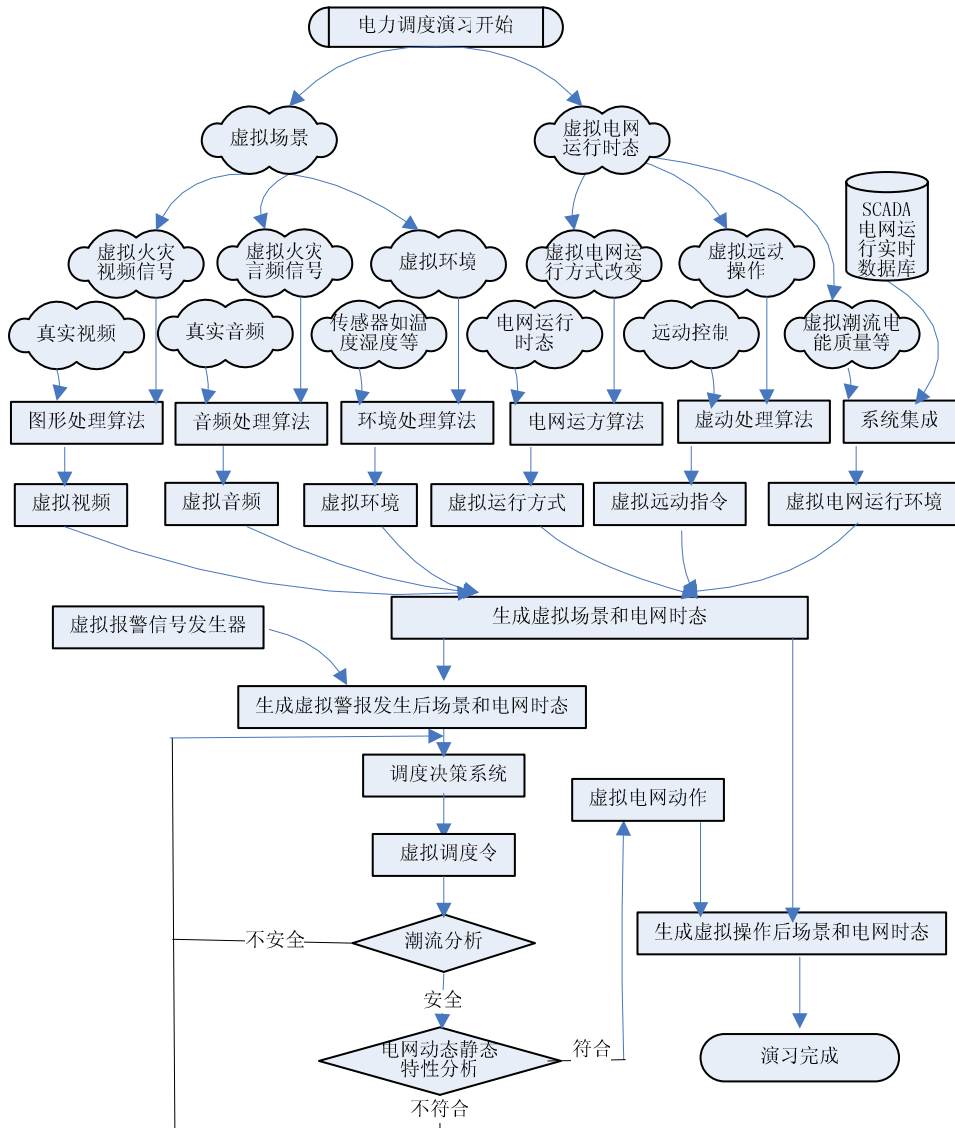 电力调度演习开始
虚拟场景
虚拟电网
运行时态
SCADA
电网运
行实时
数据库
虚拟火灾
视频信号
虚拟火灾
言频信号
虚拟环境
虚拟电网运
行方式改变
虚拟远动
操作
真实视频
真实音频
传感器如温
度湿度等
电网运行
时态
远动控制
虚拟潮流电
能质量等
图形处理算法
音频处理算法
环境处理算法
电网运方算法
虚动处理算法
系统集成
虚拟视频
虚拟音频
虚拟环境
虚拟运行方式
虚拟远动指令
虚拟电网运行环境
生成虚拟场景和电网时态
虚拟报警信号发生器
生成虚拟警报发生后场景和电网时态
调度决策系统
虚拟电网动作
虚拟调度令
潮流分析
不安全
生成虚拟操作后场景和电网时态
安全
电网动态静态
特性分析
符合
演习完成
不符合